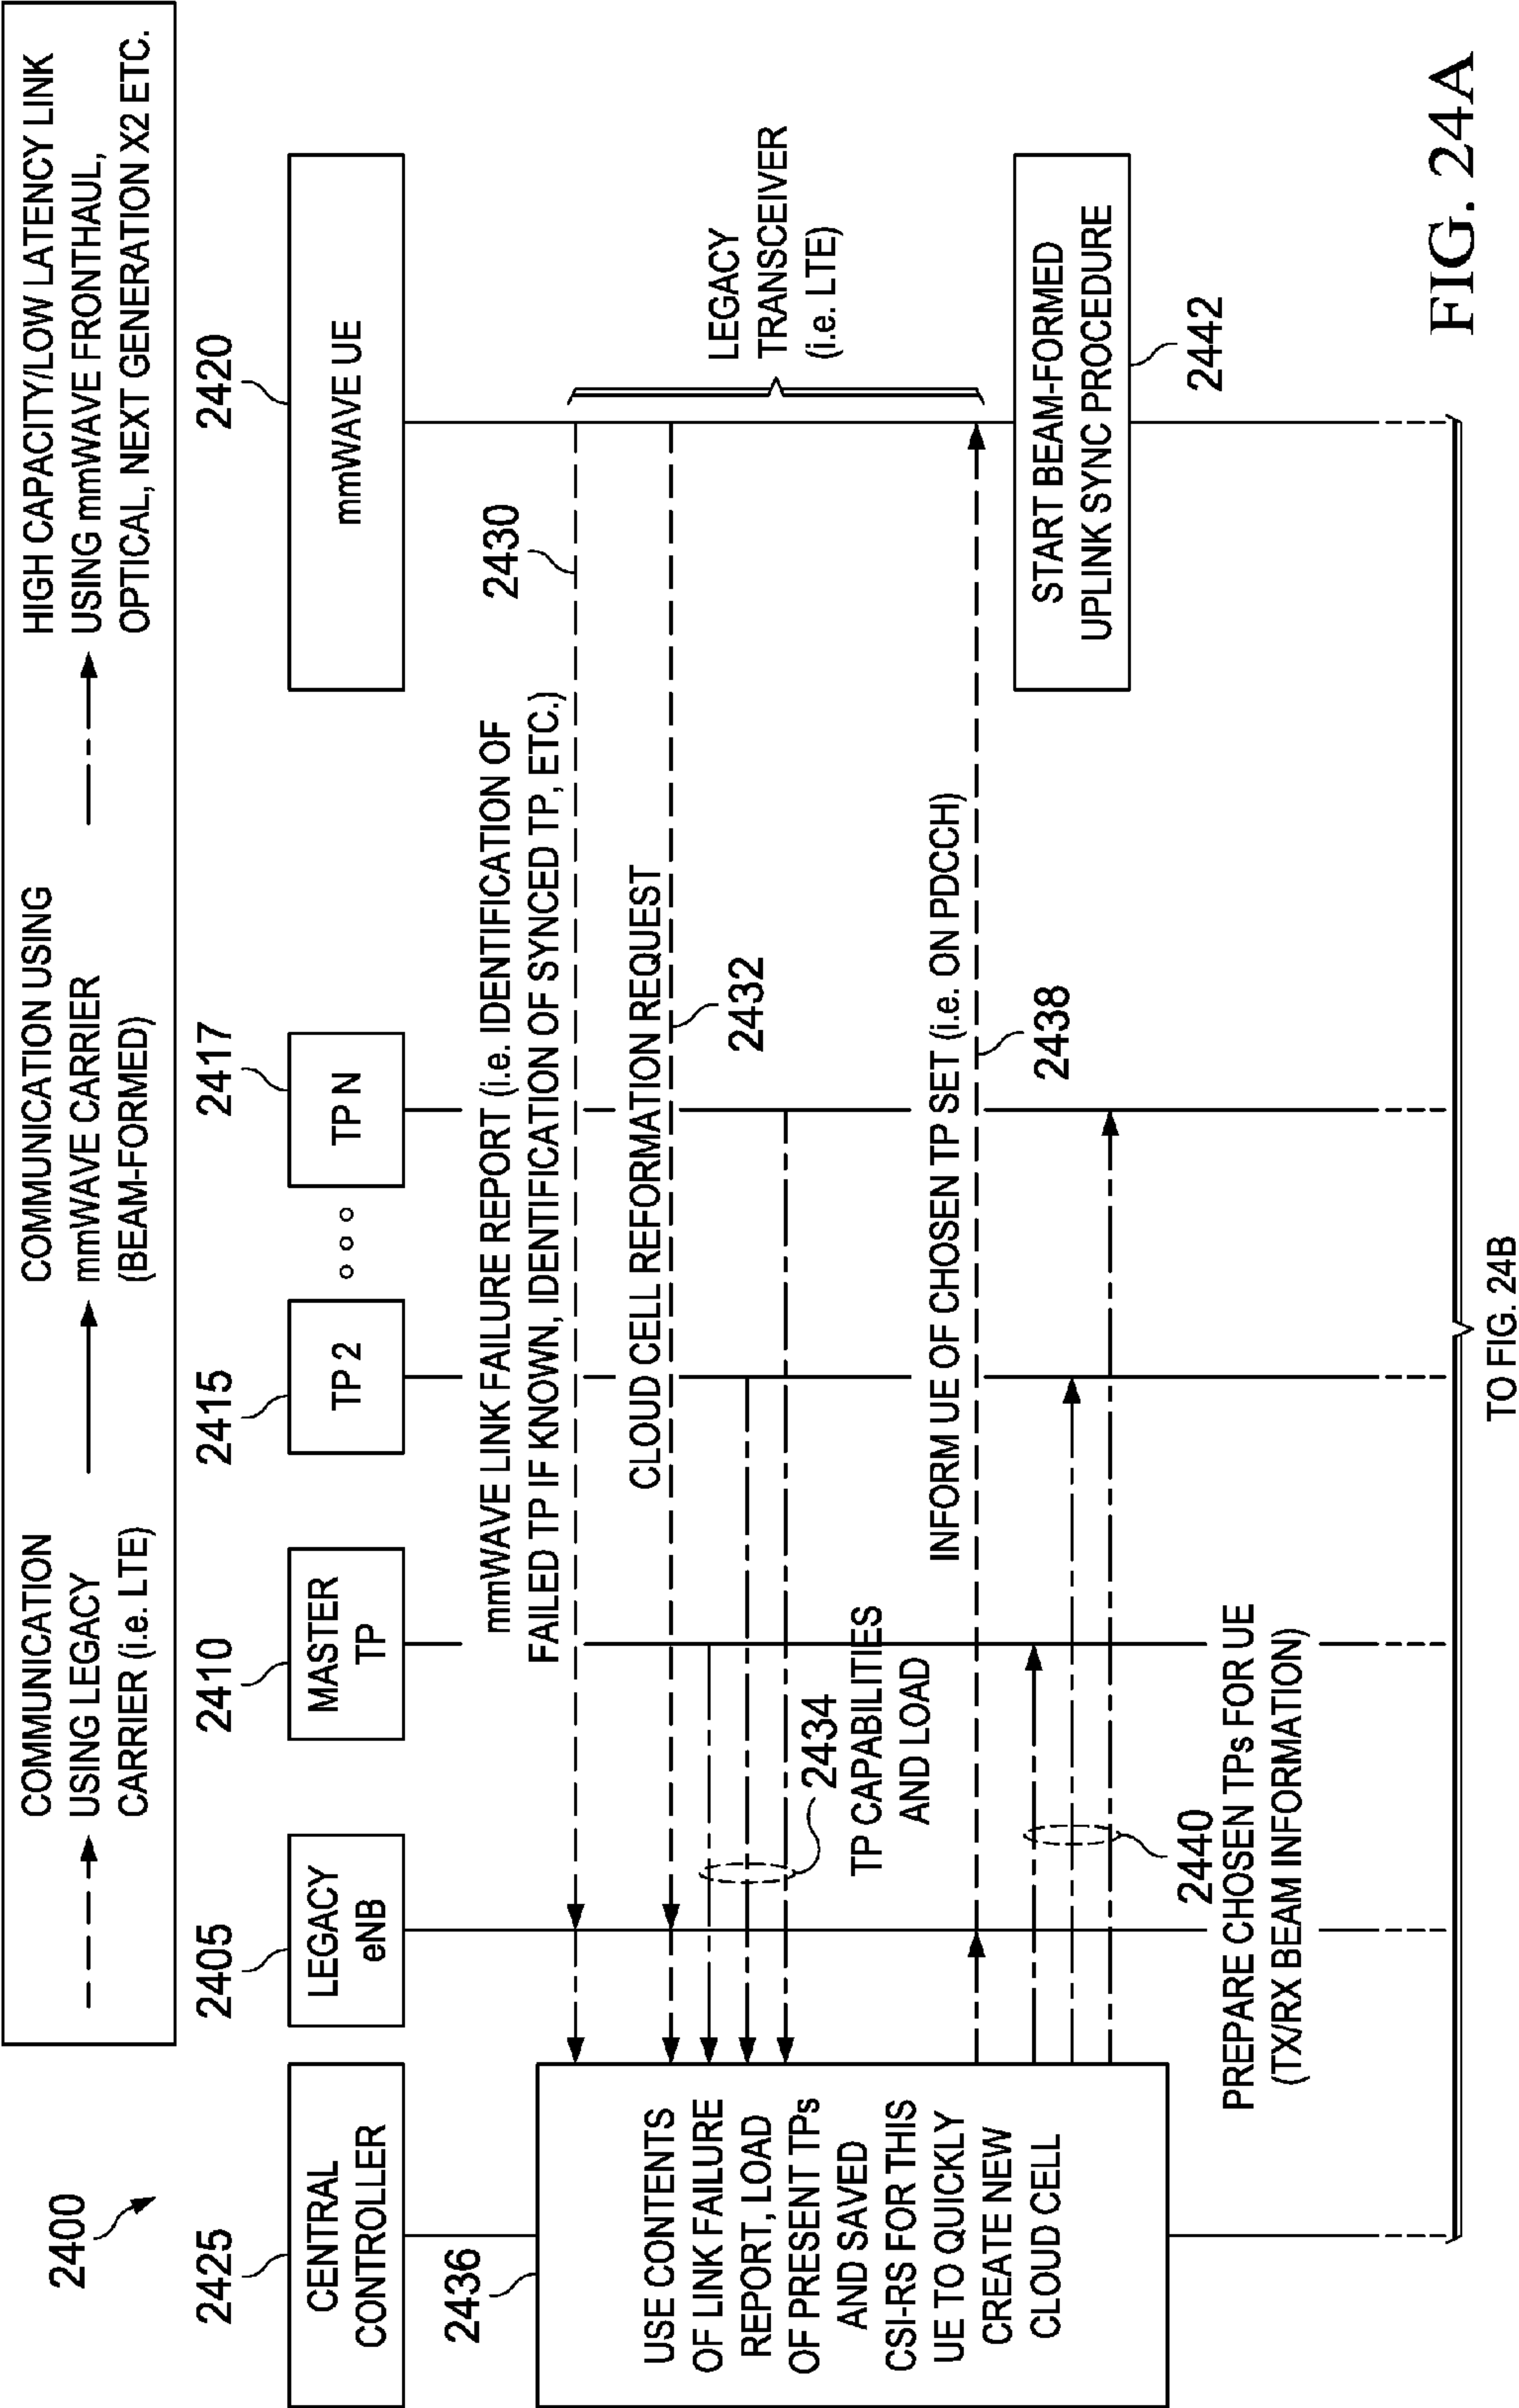 COMMUNICATION
USING LEGACY
CARRIER (i.e. LTE)
COMMUNICATION USING
mmWAVE CARRIER
(BEAM-FORMED)
HIGH CAPACITY/LOW LATENCY LINK
USING mmWAVE FRONTHAUL,
OPTICAL, NEXT GENERATION X2 ETC.
2400
2425
2405
2410
2415
2417
2420
CENTRAL
CONTROLLER
LEGACY
eNB
MASTER
TP
TP 2
TP N
mmWAVE UE
mmWAVE LINK FAILURE REPORT (i.e. IDENTIFICATION OF
FAILED TP IF KNOWN, IDENTIFICATION OF SYNCED TP, ETC.)
2430
CLOUD CELL REFORMATION REQUEST
2432
LEGACY
TRANSCEIVER
(i.e. LTE)
2436
USE CONTENTS
OF LINK FAILURE
REPORT, LOAD
OF PRESENT TPs
AND SAVED
CSI-RS FOR THIS
UE TO QUICKLY
CREATE NEW
CLOUD CELL
2434
TP CAPABILITIES
AND LOAD
INFORM UE OF CHOSEN TP SET (i.e. ON PDCCH)
2438
START BEAM-FORMED
UPLINK SYNC PROCEDURE
2442
2440
PREPARE CHOSEN TPs FOR UE
(TX/RX BEAM INFORMATION)
TO FIG. 24B
FIG. 24A